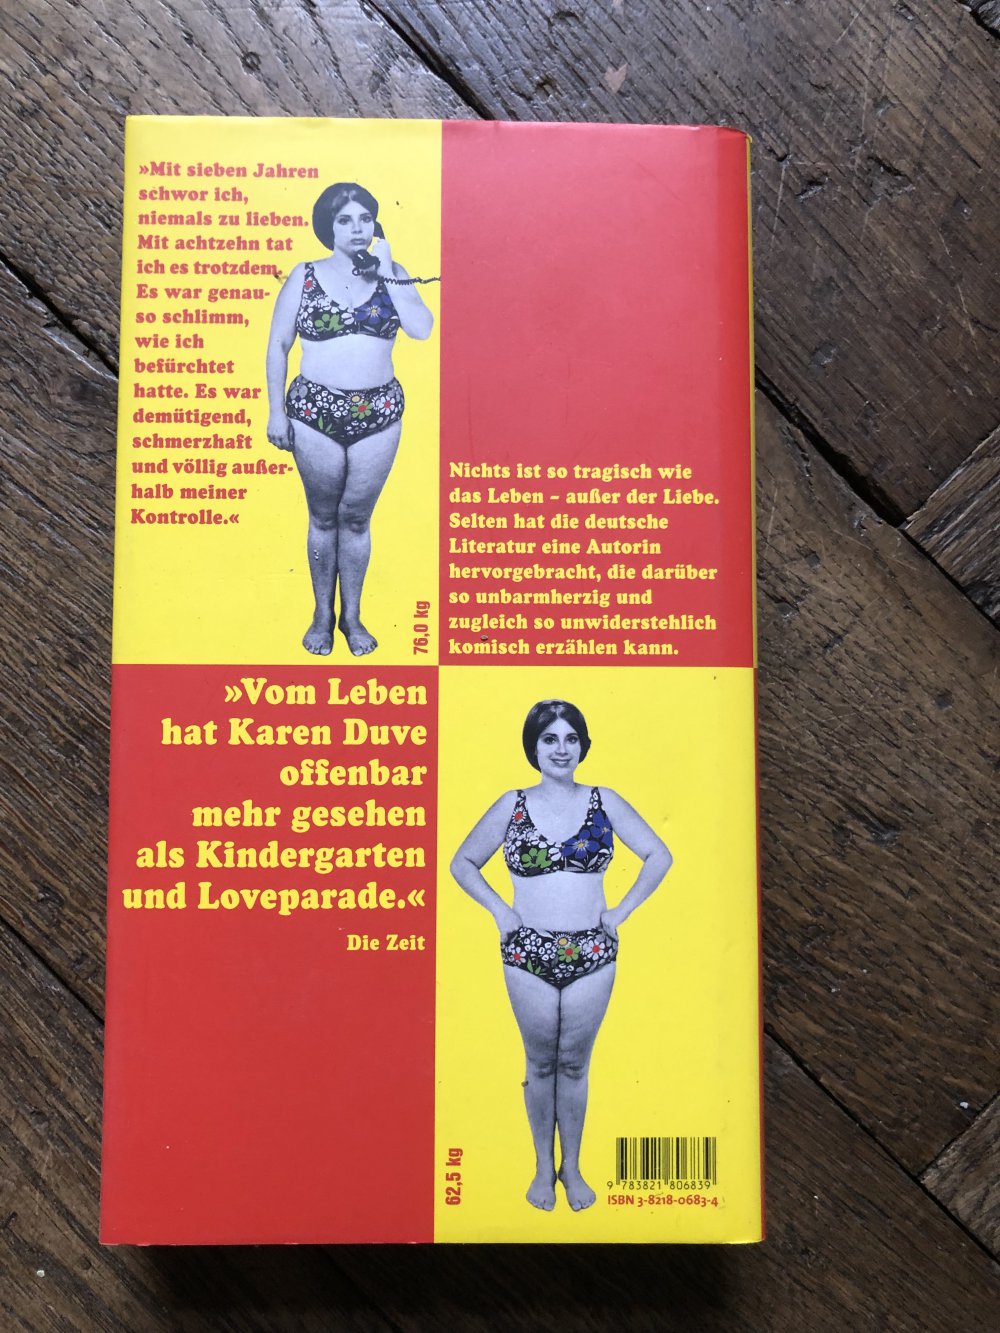 »Mit sieben Jahren
schwor ich,
niemals zu lieben.
Mit achtzehn tat
ich es trotzdem.
Es war genau-
so schlimm,
wie ich
befürchtet
hatte. Es war
demütigend,
schmerzhaft
und völlig außer-
halb meiner
Kontrolle.«
76,0 kg
Nichts ist so tragisch wie
das Leben – außer der Liebe.
Selten hat die deutsche
Literatur eine Autorin
hervorgebracht, die darüber
so unbarmherzig und
zugleich so unwiderstehlich
komisch erzählen kann.
»Vom Leben
hat Karen Duve
offenbar
mehr gesehen
als Kindergarten
und Loveparade.«
Die Zeit
62,5 kg
9 783821 806839
ISBN 3-8218-0683-4